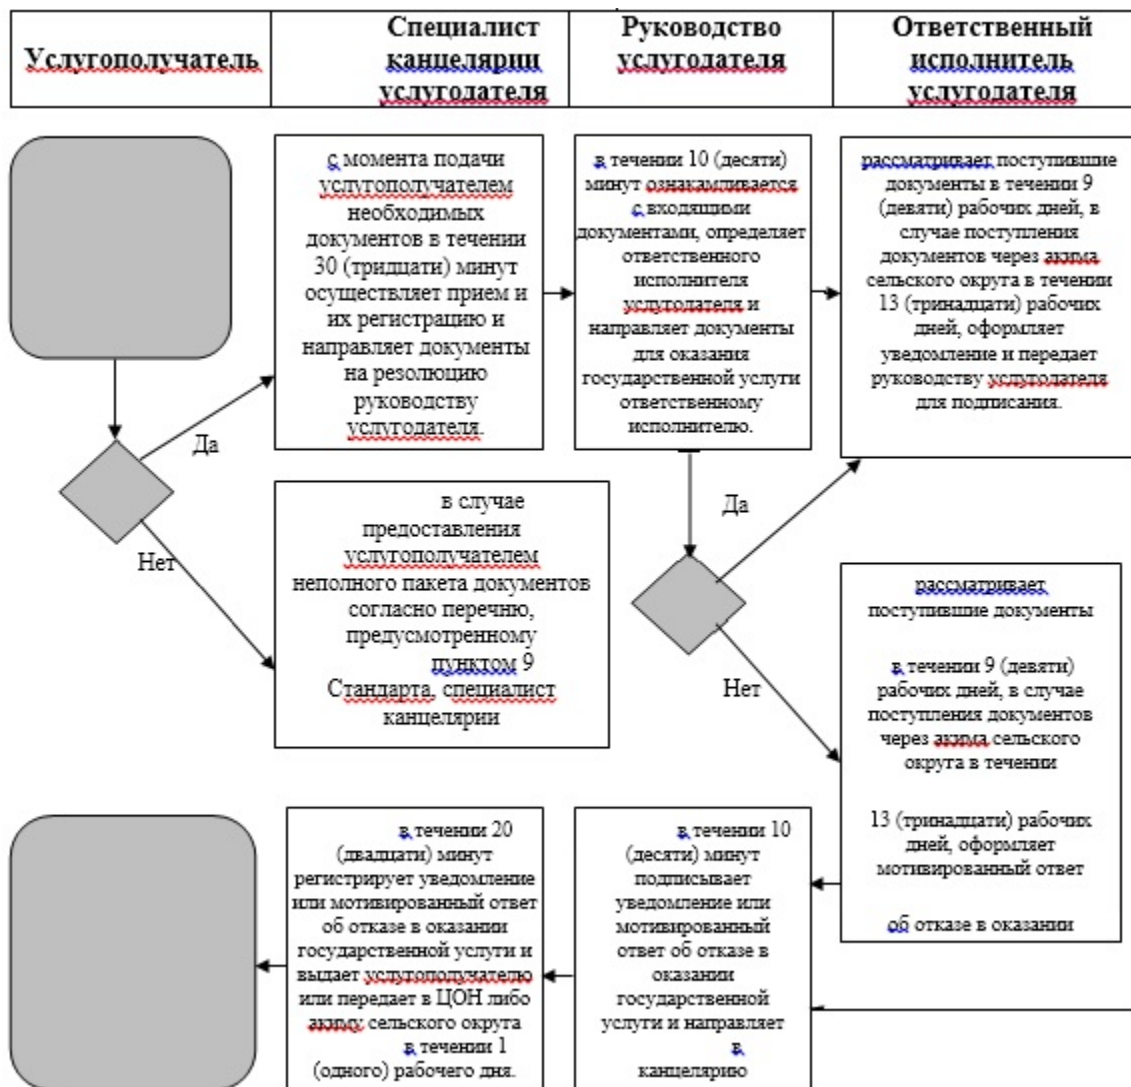 Услугополучатель
Специалист
канцелярии
услугодателя
Руководство
услугодателя
Ответственный
исполнитель
услугодателя
с момента подачи
услугополучателем
необходимых
документов в течении
30 (тридцати) минут
осуществляет прием и
их регистрацию и
направляет документы
на резолюцию
руководству
услугодателя.
в течении 10 (десяти)
минут ознакамливается
с входящими
документами, определяет
ответственного
исполнителя
услугодателя и
направляет документы
для оказания
государственной услуги
ответственному
исполнителю.
рассматривает поступившие
документы в течении 9
(девяти) рабочих дней, в
случае поступления
документов через акима
сельского округа в течении
13 (тринадцати) рабочих
дней, оформляет
уведомление и передает
руководству услугодателя
для подписания.
Да
Нет
в случае
предоставления
услугополучателем
неполного пакета документов
согласно перечню,
предусмотренному
пунктом 9
Стандарта, специалист
канцелярии
Да
Нет
рассматривает
поступившие документы
в течении 9 (девяти)
рабочих дней, в случае
поступления документов
через акима сельского
округа в течении
13 (тринадцати) рабочих
дней, оформляет
мотивированный ответ
об отказе в оказании
в течении 20
(двадцати) минут
регистрирует уведомление
или мотивированный ответ
об отказе в оказании
государственной услуги и
выдает услугополучателю
или передает в ЦОН либо
акиму сельского округа
в течении 1
(одного) рабочего дня.
в течении 10
(десяти) минут
подписывает
уведомление или
мотивированный
ответ об отказе в
оказании
государственной
услуги и направляет
в
канцелярию